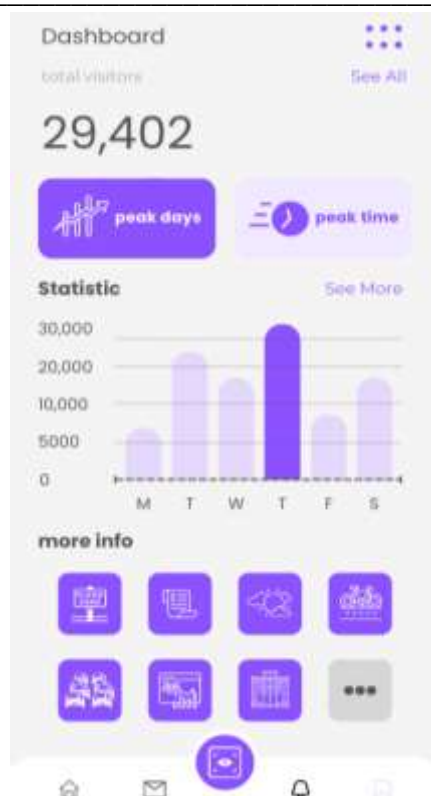 Dashboard
total visitors See All
29,402
peak days peak time
Statistic See More
30,000
20,000
10,000
5000
0
M T W T F S
more info